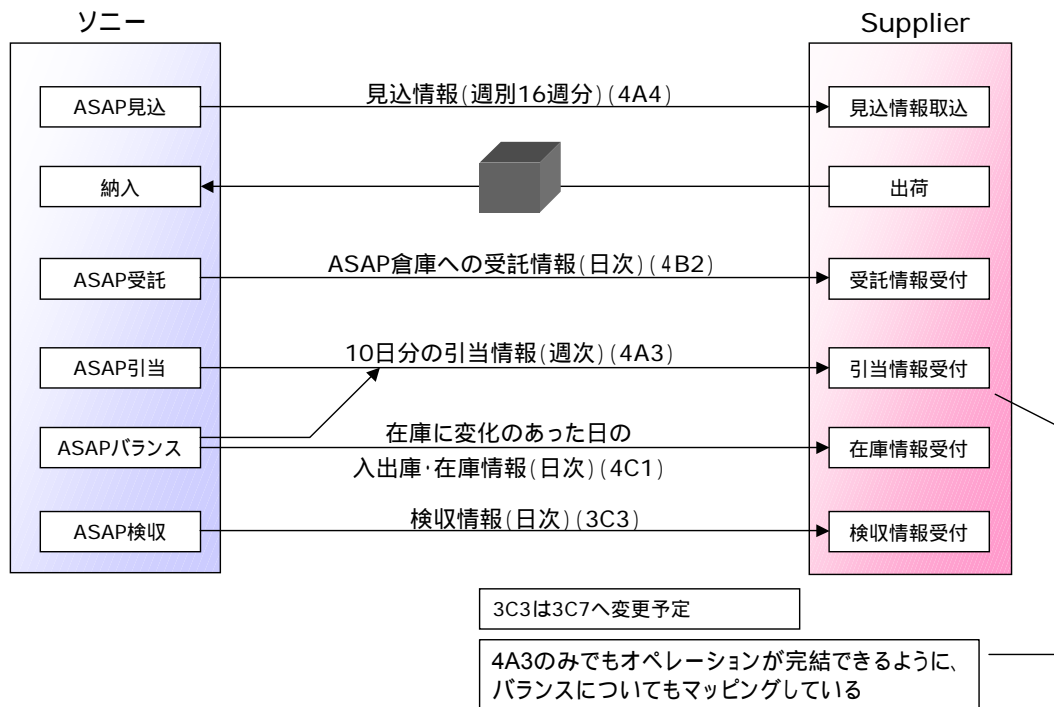 ソニー
Supplier
ASAP見込
見込情報(週別16週分)(4A4)
見込情報取込
納入
出荷
ASAP受託
ASAP倉庫への受託情報(日次)(4B2)
受託情報受付
ASAP引当
10日分の引当情報(週次)(4A3)
引当情報受付
ASAPバランス
在庫に変化のあった日の
入出庫・在庫情報(日次)(4C1)
在庫情報受付
ASAP検収
検収情報(日次)(3C3)
検収情報受付
3C3は3C7へ変更予定
4A3のみでもオペレーションが完結できるように、
バランスについてもマッピングしている